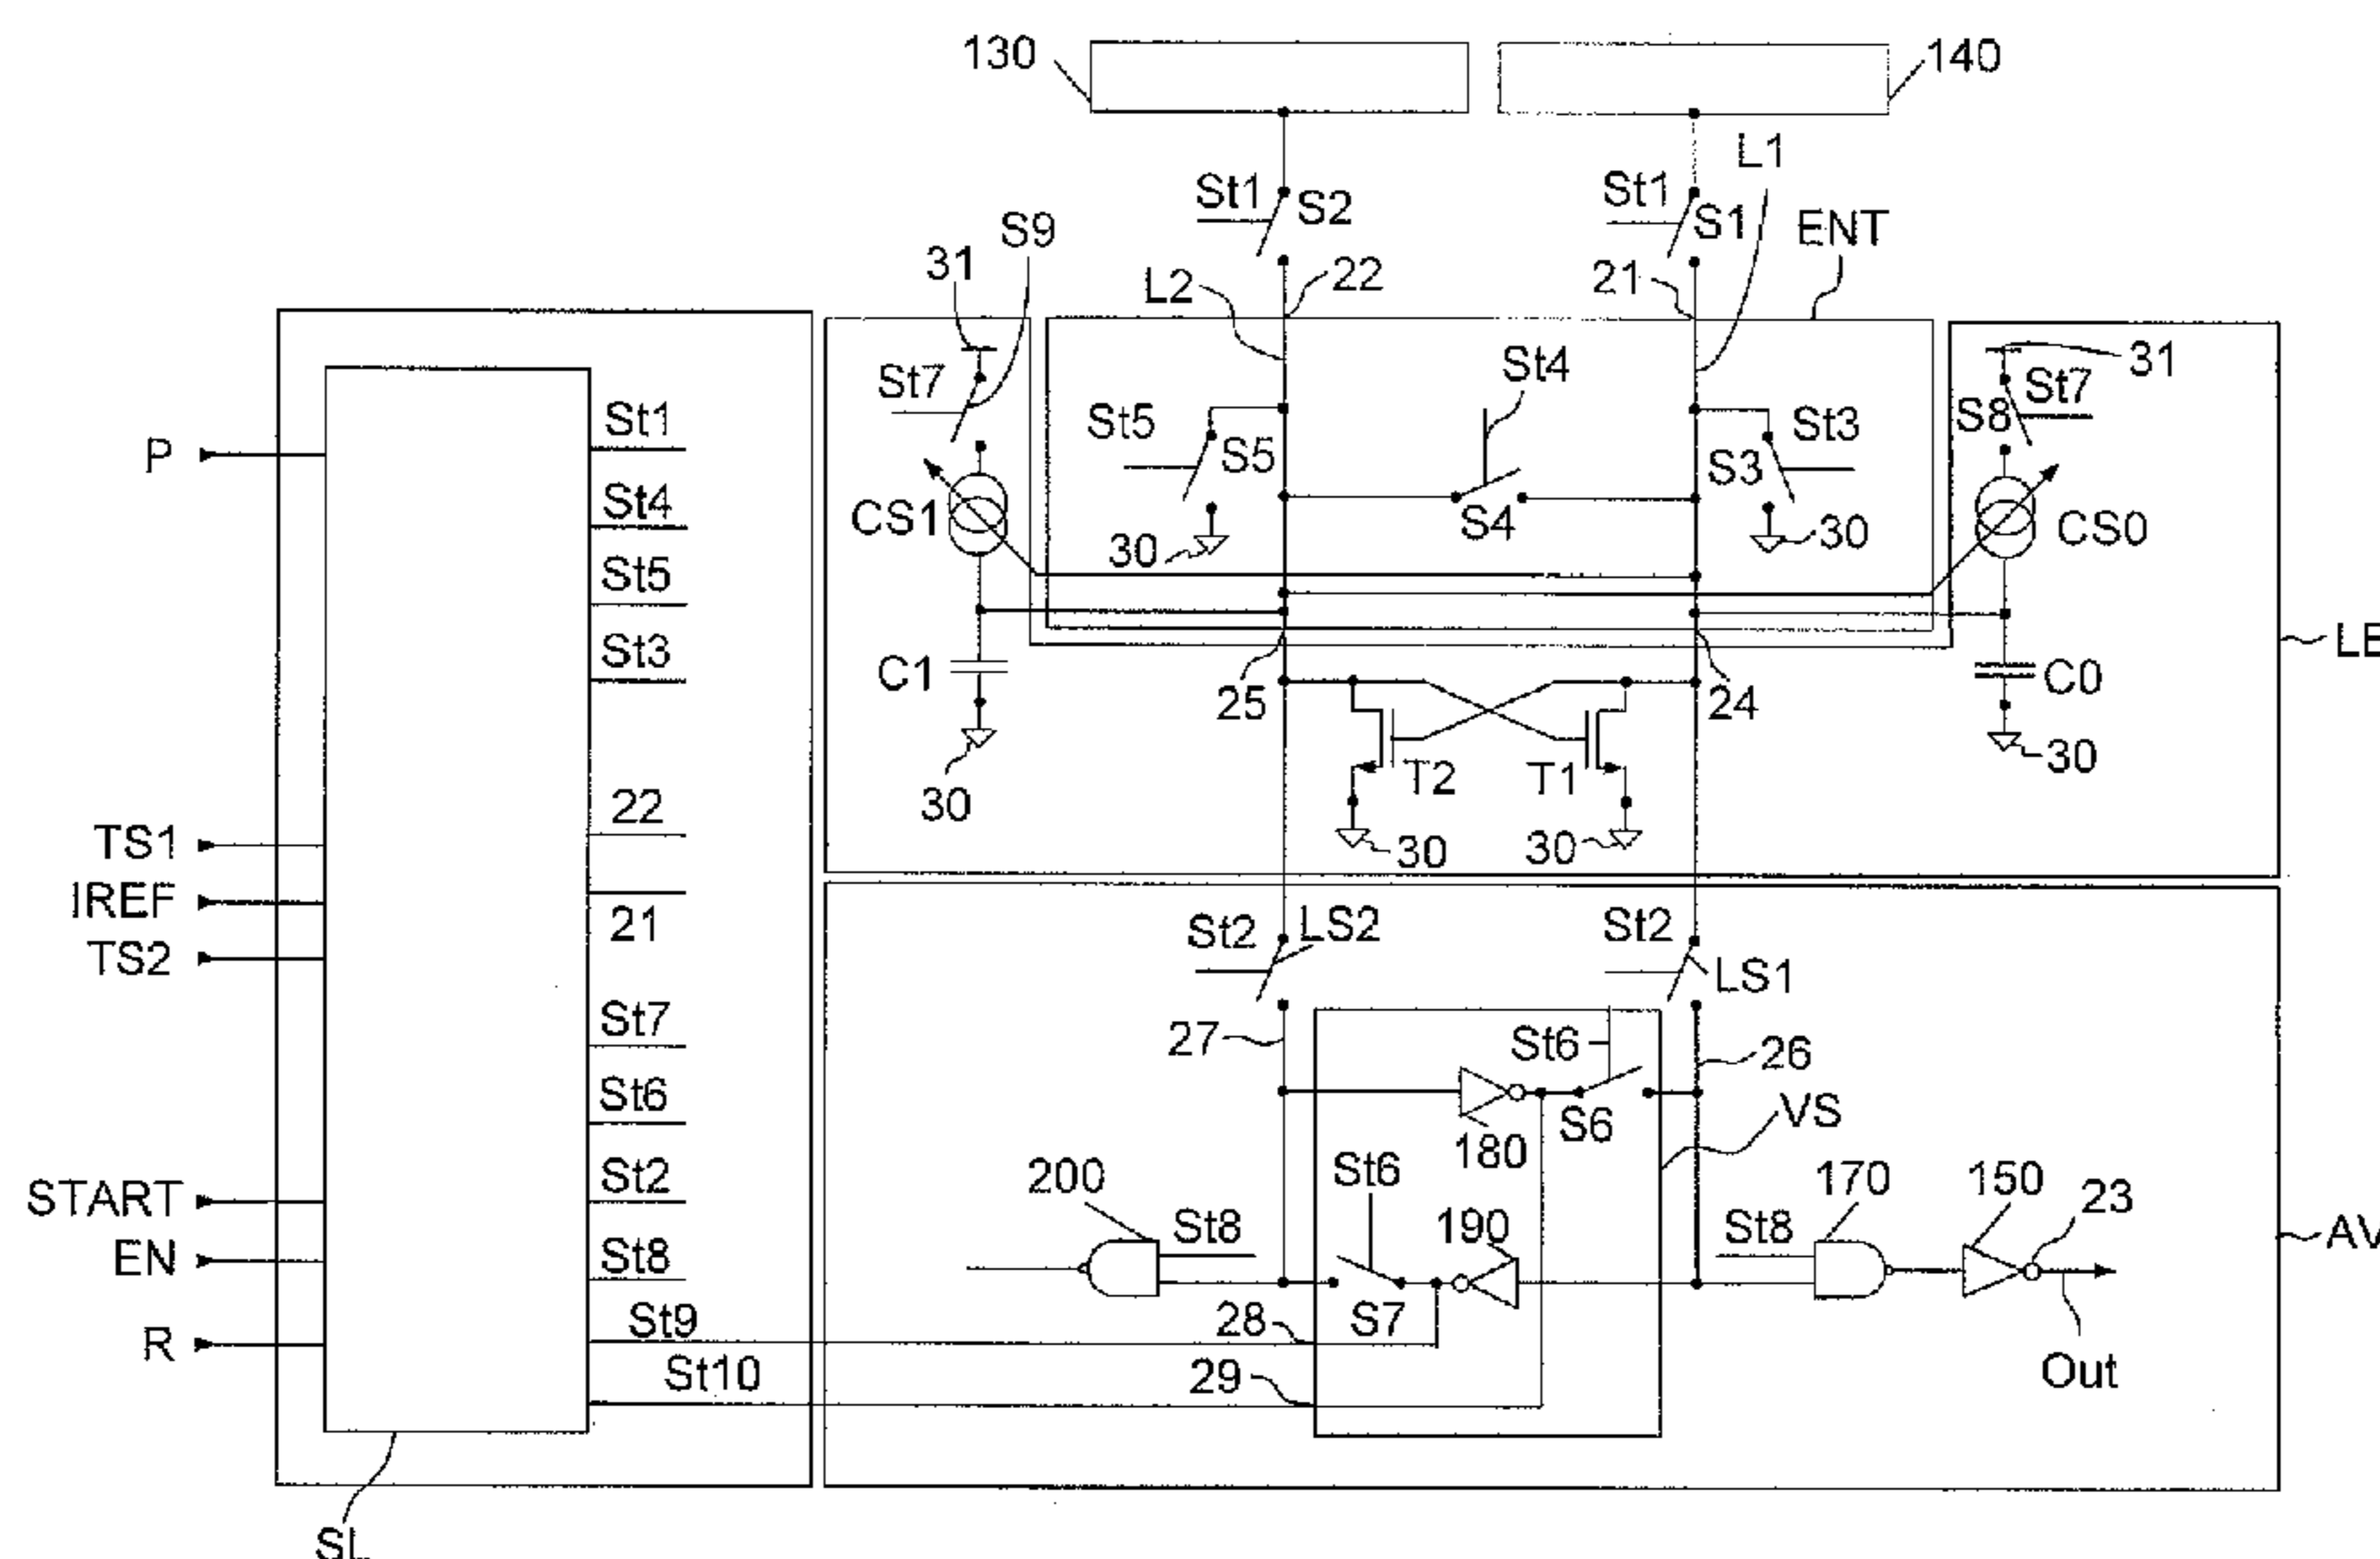 130
140
L1
St1
S2
St1
S1
ENT
S9
31
L2
22
21
St7
St5
S5
St4
S4
S3
St3
S8
St7
31
CS1
30
30
CS0
C1
25
24
C0
30
T2
T1
30
30
30
LE
P
St1
St4
St5
St3
22
TS1
IREF
TS2
21
St7
St6
START
St2
EN
St8
R
St9
St10
SL
St2
LS2
St2
LS1
27
St6
26
180
S6
VS
200
St8
St6
190
St8
170
150
23
AV
S7
28
29
Out